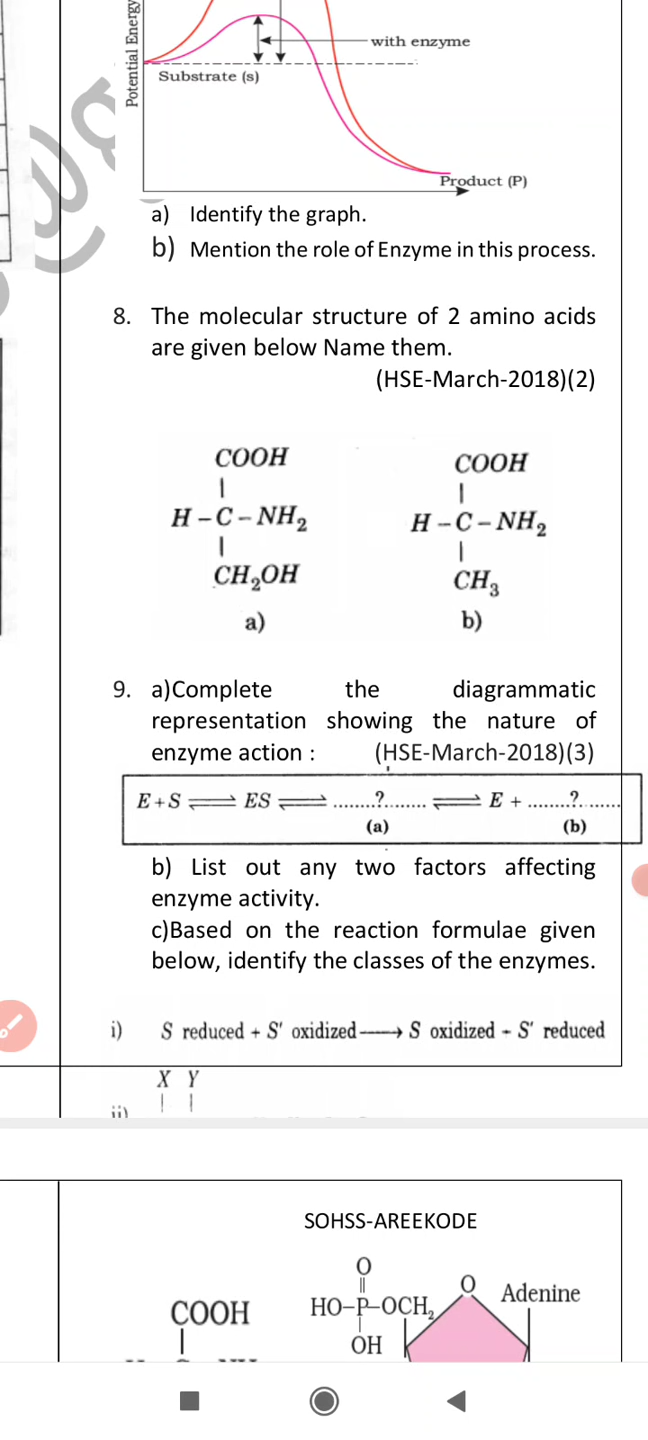 Potential Energy
with enzyme
Substrate (s)
Product (P)
a) Identify the graph.
b) Mention the role of Enzyme in this process.
8. The molecular structure of 2 amino acids
are given below Name them.
(HSE-March-2018)(2)
COOH
|
H – C – NH₂
|
CH₂OH
a)
COOH
|
H – C – NH₂
|
CH₃
b)
9. a)Complete the diagrammatic
representation showing the nature of
enzyme action : (HSE-March-2018)(3)
E + S ⇌ ES ⇌ ........?........ ⇌ E + ........?........
(a) (b)
b) List out any two factors affecting
enzyme activity.
c)Based on the reaction formulae given
below, identify the classes of the enzymes.
i) S reduced + S' oxidized ⟶ S oxidized - S' reduced
X Y
| |
ii)
SOHSS-AREEKODE
COOH
|
O
||
HO–P–OCH₂
|
OH
O
Adenine